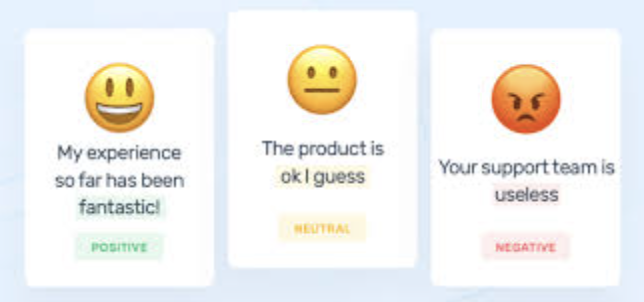 My experience
so far has been
fantastic!
POSITIVE
The product is
ok I guess
NEUTRAL
Your support team is
useless
NEGATIVE